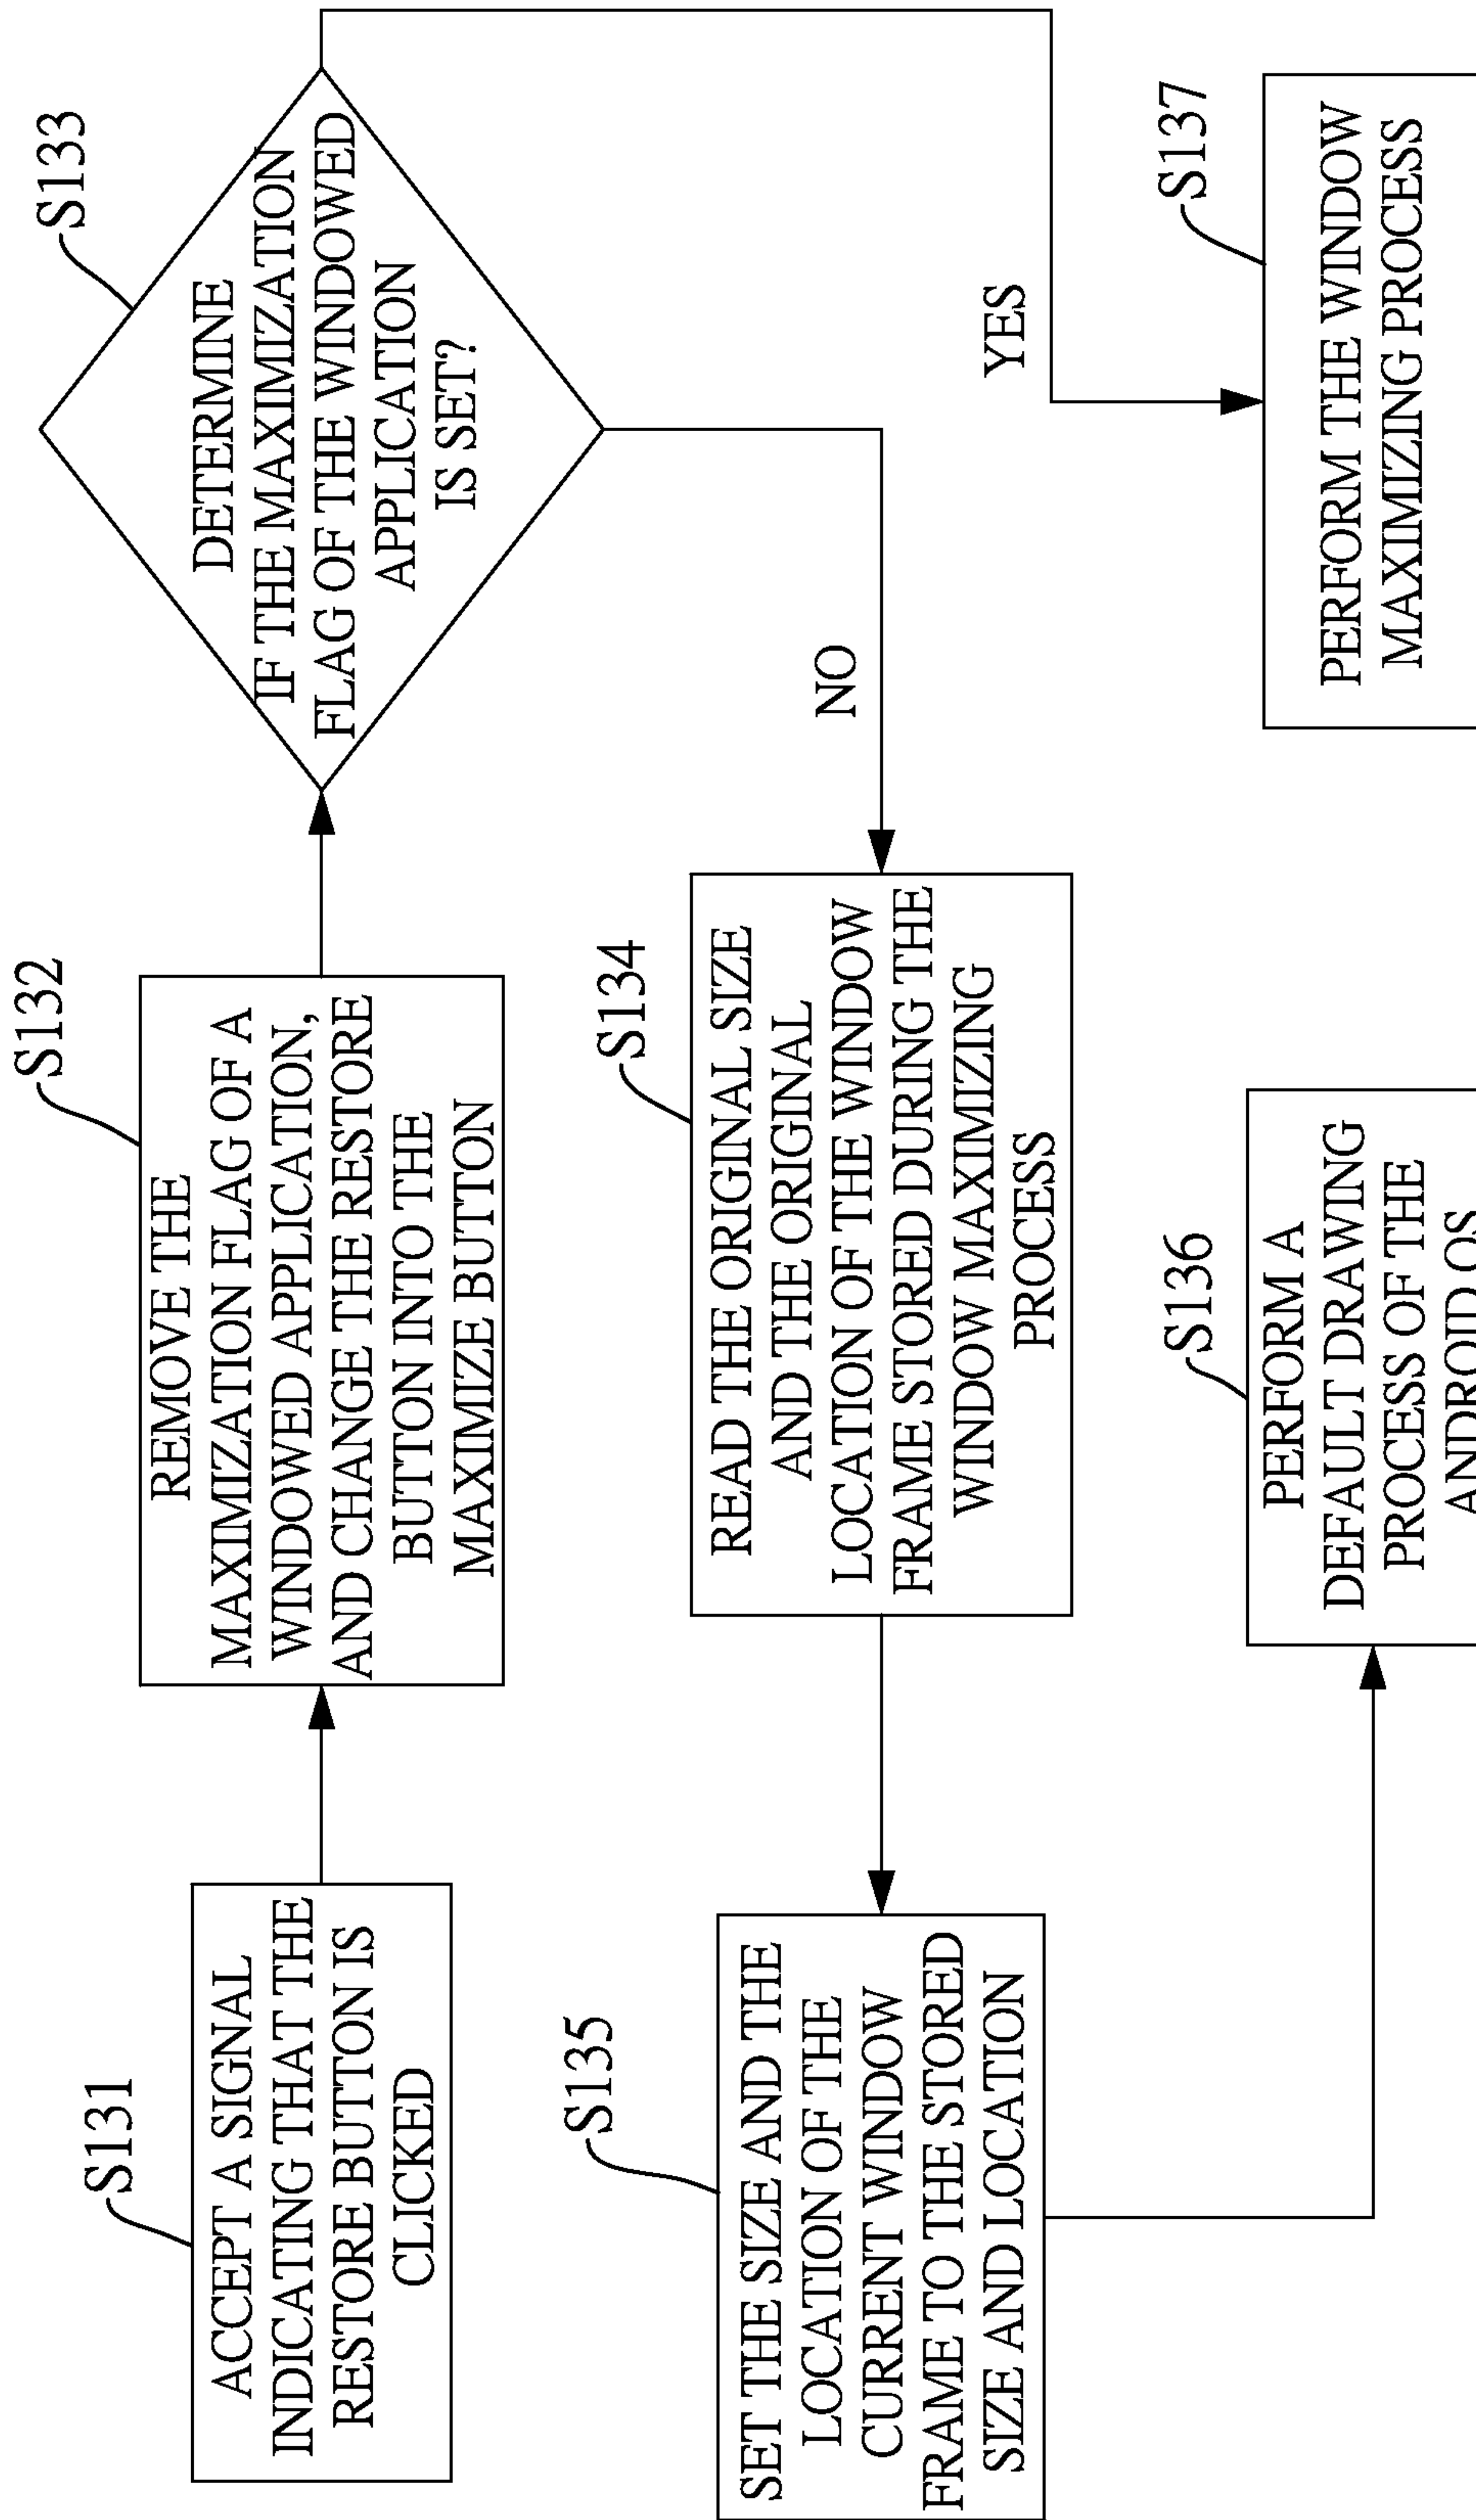 S131
ACCEPT A SIGNAL
INDICATING THAT THE
RESTORE BUTTON IS
CLICKED
S132
REMOVE THE
MAXIMIZATION FLAG OF A
WINDOWED APPLICATION,
AND CHANGE THE RESTORE
BUTTON INTO THE
MAXIMIZE BUTTON
S133
DETERMINE
IF THE MAXIMIZATION
FLAG OF THE WINDOWED
APPLICATION
IS SET?
NO
YES
S134
READ THE ORIGINAL SIZE
AND THE ORIGINAL
LOCATION OF THE WINDOW
FRAME STORED DURING THE
WINDOW MAXIMIZING
PROCESS
S135
SET THE SIZE AND THE
LOCATION OF THE
CURRENT WINDOW
FRAME TO THE STORED
SIZE AND LOCATION
S136
PERFORM A
DEFAULT DRAWING
PROCESS OF THE
ANDROID OS
S137
PERFORM THE WINDOW
MAXIMIZING PROCESS